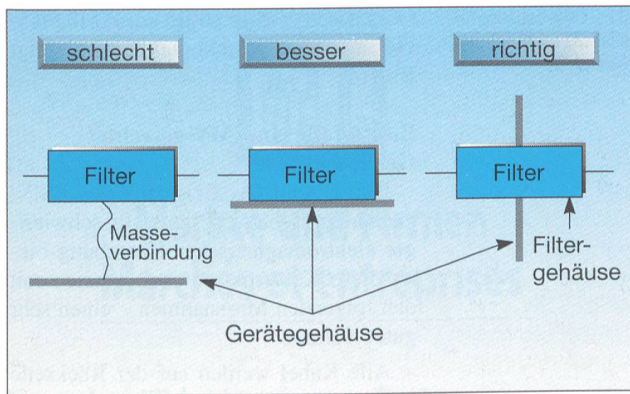 schlecht
besser
richtig
Filter
Filter
Filter
Masse-
verbindung
Filter-
gehäuse
Gerätegehäuse